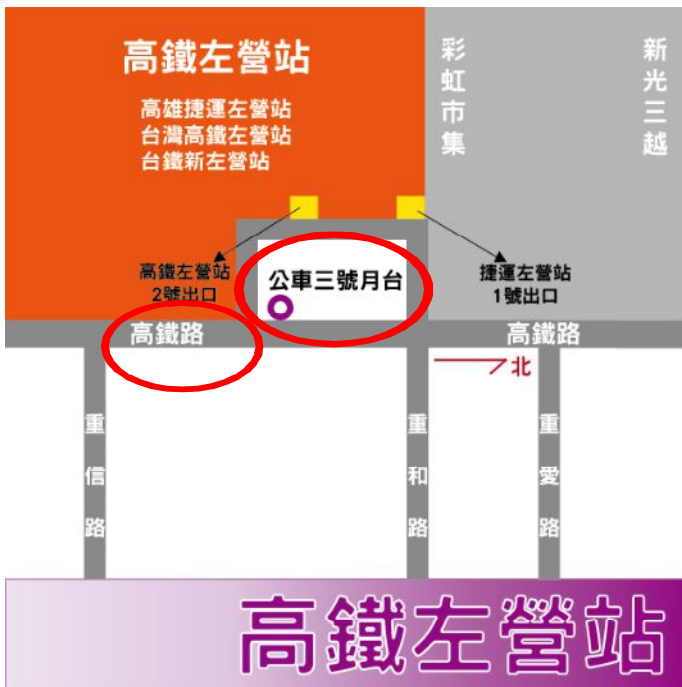 高鐵左營站
高雄捷運左營站
台灣高鐵左營站
台鐵新左營站
彩虹市集
新光三越
高鐵左營站
2號出口
公車三號月台
捷運左營站
1號出口
高鐵路
高鐵路
北
重信路
重和路
重愛路
高鐵左營站